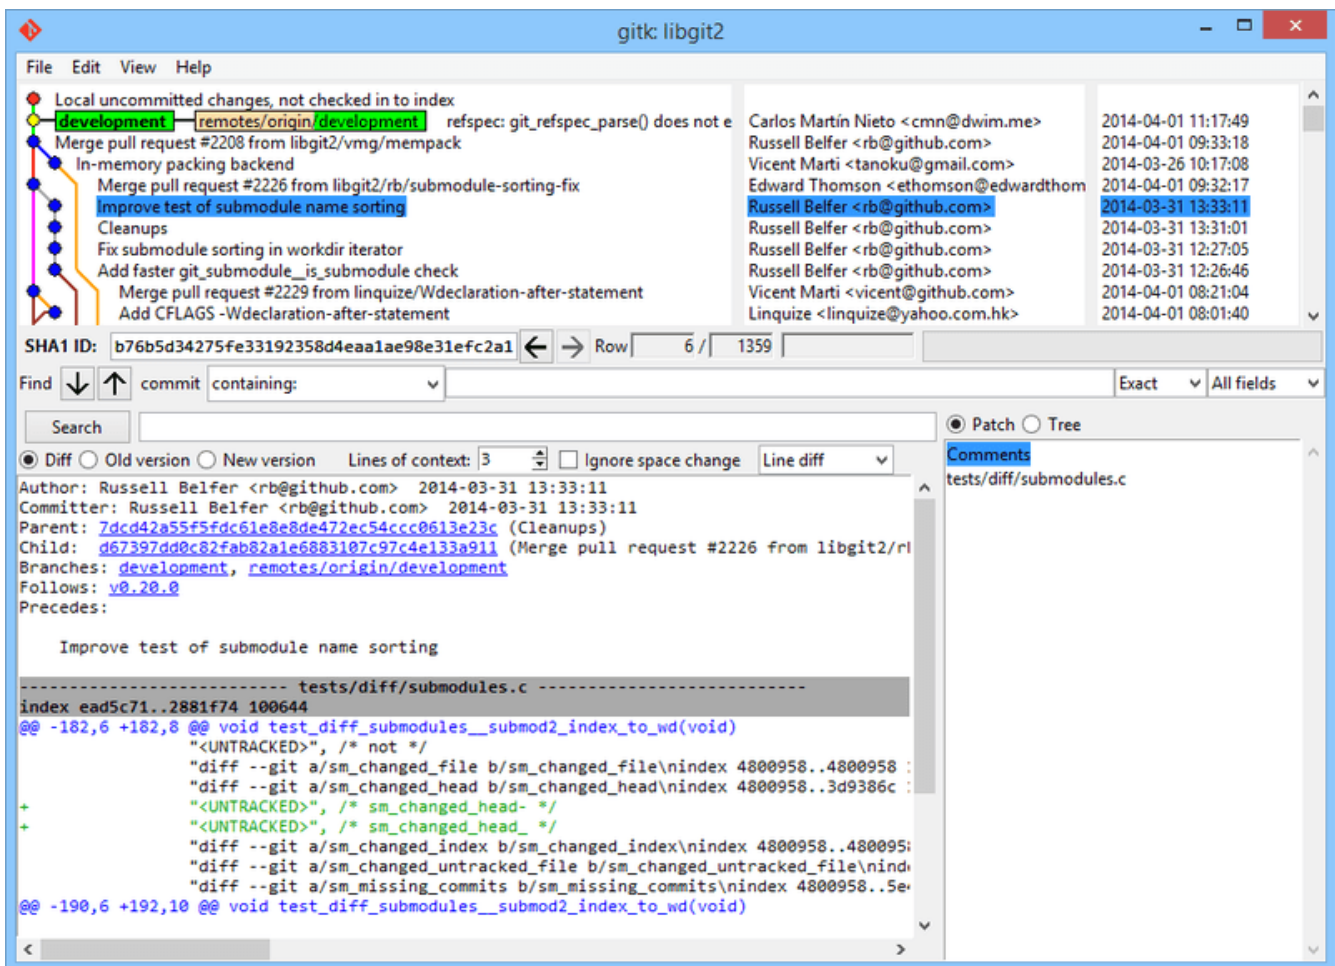 gitk: libgit2
File Edit View Help
Local uncommitted changes, not checked in to index
development remotes/origin/development refspec: git_refspec_parse() does not e Carlos Martín Nieto <cmn@dwim.me> 2014-04-01 11:17:49
Merge pull request #2208 from libgit2/vmg/mempack Russell Belfer <rb@github.com> 2014-04-01 09:33:18
In-memory packing backend Vicent Marti <tanoku@gmail.com> 2014-03-26 10:17:08
Merge pull request #2226 from libgit2/rb/submodule-sorting-fix Edward Thomson <ethomson@edwardthom 2014-04-01 09:32:17
Improve test of submodule name sorting Russell Belfer <rb@github.com> 2014-03-31 13:33:11
Cleanups Russell Belfer <rb@github.com> 2014-03-31 13:31:01
Fix submodule sorting in workdir iterator Russell Belfer <rb@github.com> 2014-03-31 12:27:05
Add faster git_submodule__is_submodule check Russell Belfer <rb@github.com> 2014-03-31 12:26:46
Merge pull request #2229 from linquize/Wdeclaration-after-statement Vicent Marti <vicent@github.com> 2014-04-01 08:21:04
Add CFLAGS -Wdeclaration-after-statement Linquize <linquize@yahoo.com.hk> 2014-04-01 08:01:40
SHA1 ID: b76b5d34275fe33192358d4eaa1ae98e31efc2a1 Row 6 / 1359
Find commit containing: Exact All fields
Search
Patch Tree
Diff Old version New version Lines of context: 3 Ignore space change Line diff
Comments
tests/diff/submodules.c
Author: Russell Belfer <rb@github.com> 2014-03-31 13:33:11
Committer: Russell Belfer <rb@github.com> 2014-03-31 13:33:11
Parent: 7dcd42a55f5fdc61e8e8de472ec54ccc0613e23c (Cleanups)
Child: d67397dd0c82fab82a1e6883107c97c4e133a911 (Merge pull request #2226 from libgit2/r
Branches: development, remotes/origin/development
Follows: v0.20.0
Precedes:
Improve test of submodule name sorting
--------------------------- tests/diff/submodules.c ---------------------------
index ead5c71..2881f74 100644
@@ -182,6 +182,8 @@ void test_diff_submodules__submod2_index_to_wd(void)
"<UNTRACKED>", /* not */
"diff --git a/sm_changed_file b/sm_changed_file\nindex 4800958..4800958
"diff --git a/sm_changed_head b/sm_changed_head\nindex 4800958..3d9386c
+ "<UNTRACKED>", /* sm_changed_head- */
+ "<UNTRACKED>", /* sm_changed_head_ */
"diff --git a/sm_changed_index b/sm_changed_index\nindex 4800958..480095
"diff --git a/sm_changed_untracked_file b/sm_changed_untracked_file\nind
"diff --git a/sm_missing_commits b/sm_missing_commits\nindex 4800958..5e
@@ -190,6 +192,10 @@ void test_diff_submodules__submod2_index_to_wd(void)